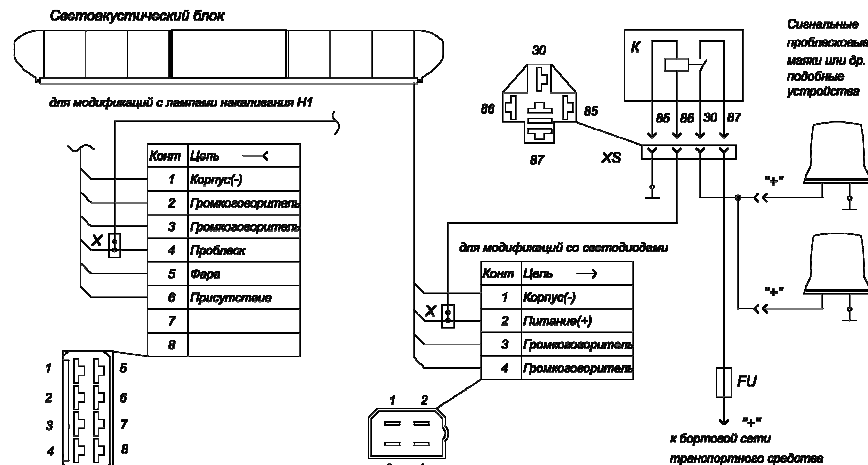 Светоакустический блок
Сигнальные
проблесковые
маяки или др.
подобные
устройства
К
30
86
85
87
85 86 30 87
XS
для модификаций с лампами накаливания H1
Конт Цепь
1 Корпус(-)
2 Громкоговоритель
3 Громкоговоритель
4 Проблеск
5 Фара
6 Присутствие
7
8
X
"+"
"+"
для модификаций со светодиодами
Конт Цепь
1 Корпус(-)
2 Питание(+)
3 Громкоговоритель
4 Громкоговоритель
X
1 5
2 6
3 7
4 8
1 2
FU
"+"
к бортовой сети
транспортного средства